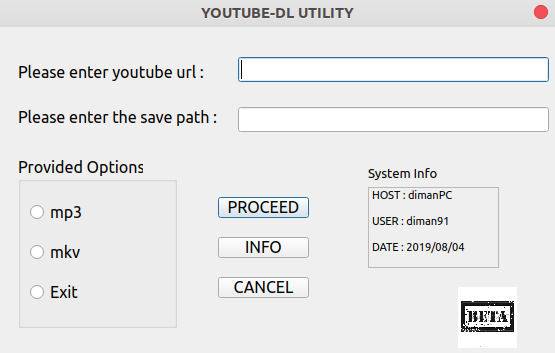 YOUTUBE-DL UTILITY
Please enter youtube url :
Please enter the save path :
Provided Options
mp3
mkv
Exit
PROCEED
INFO
CANCEL
System Info
HOST : dimanPC
USER : diman91
DATE : 2019/08/04
BETA